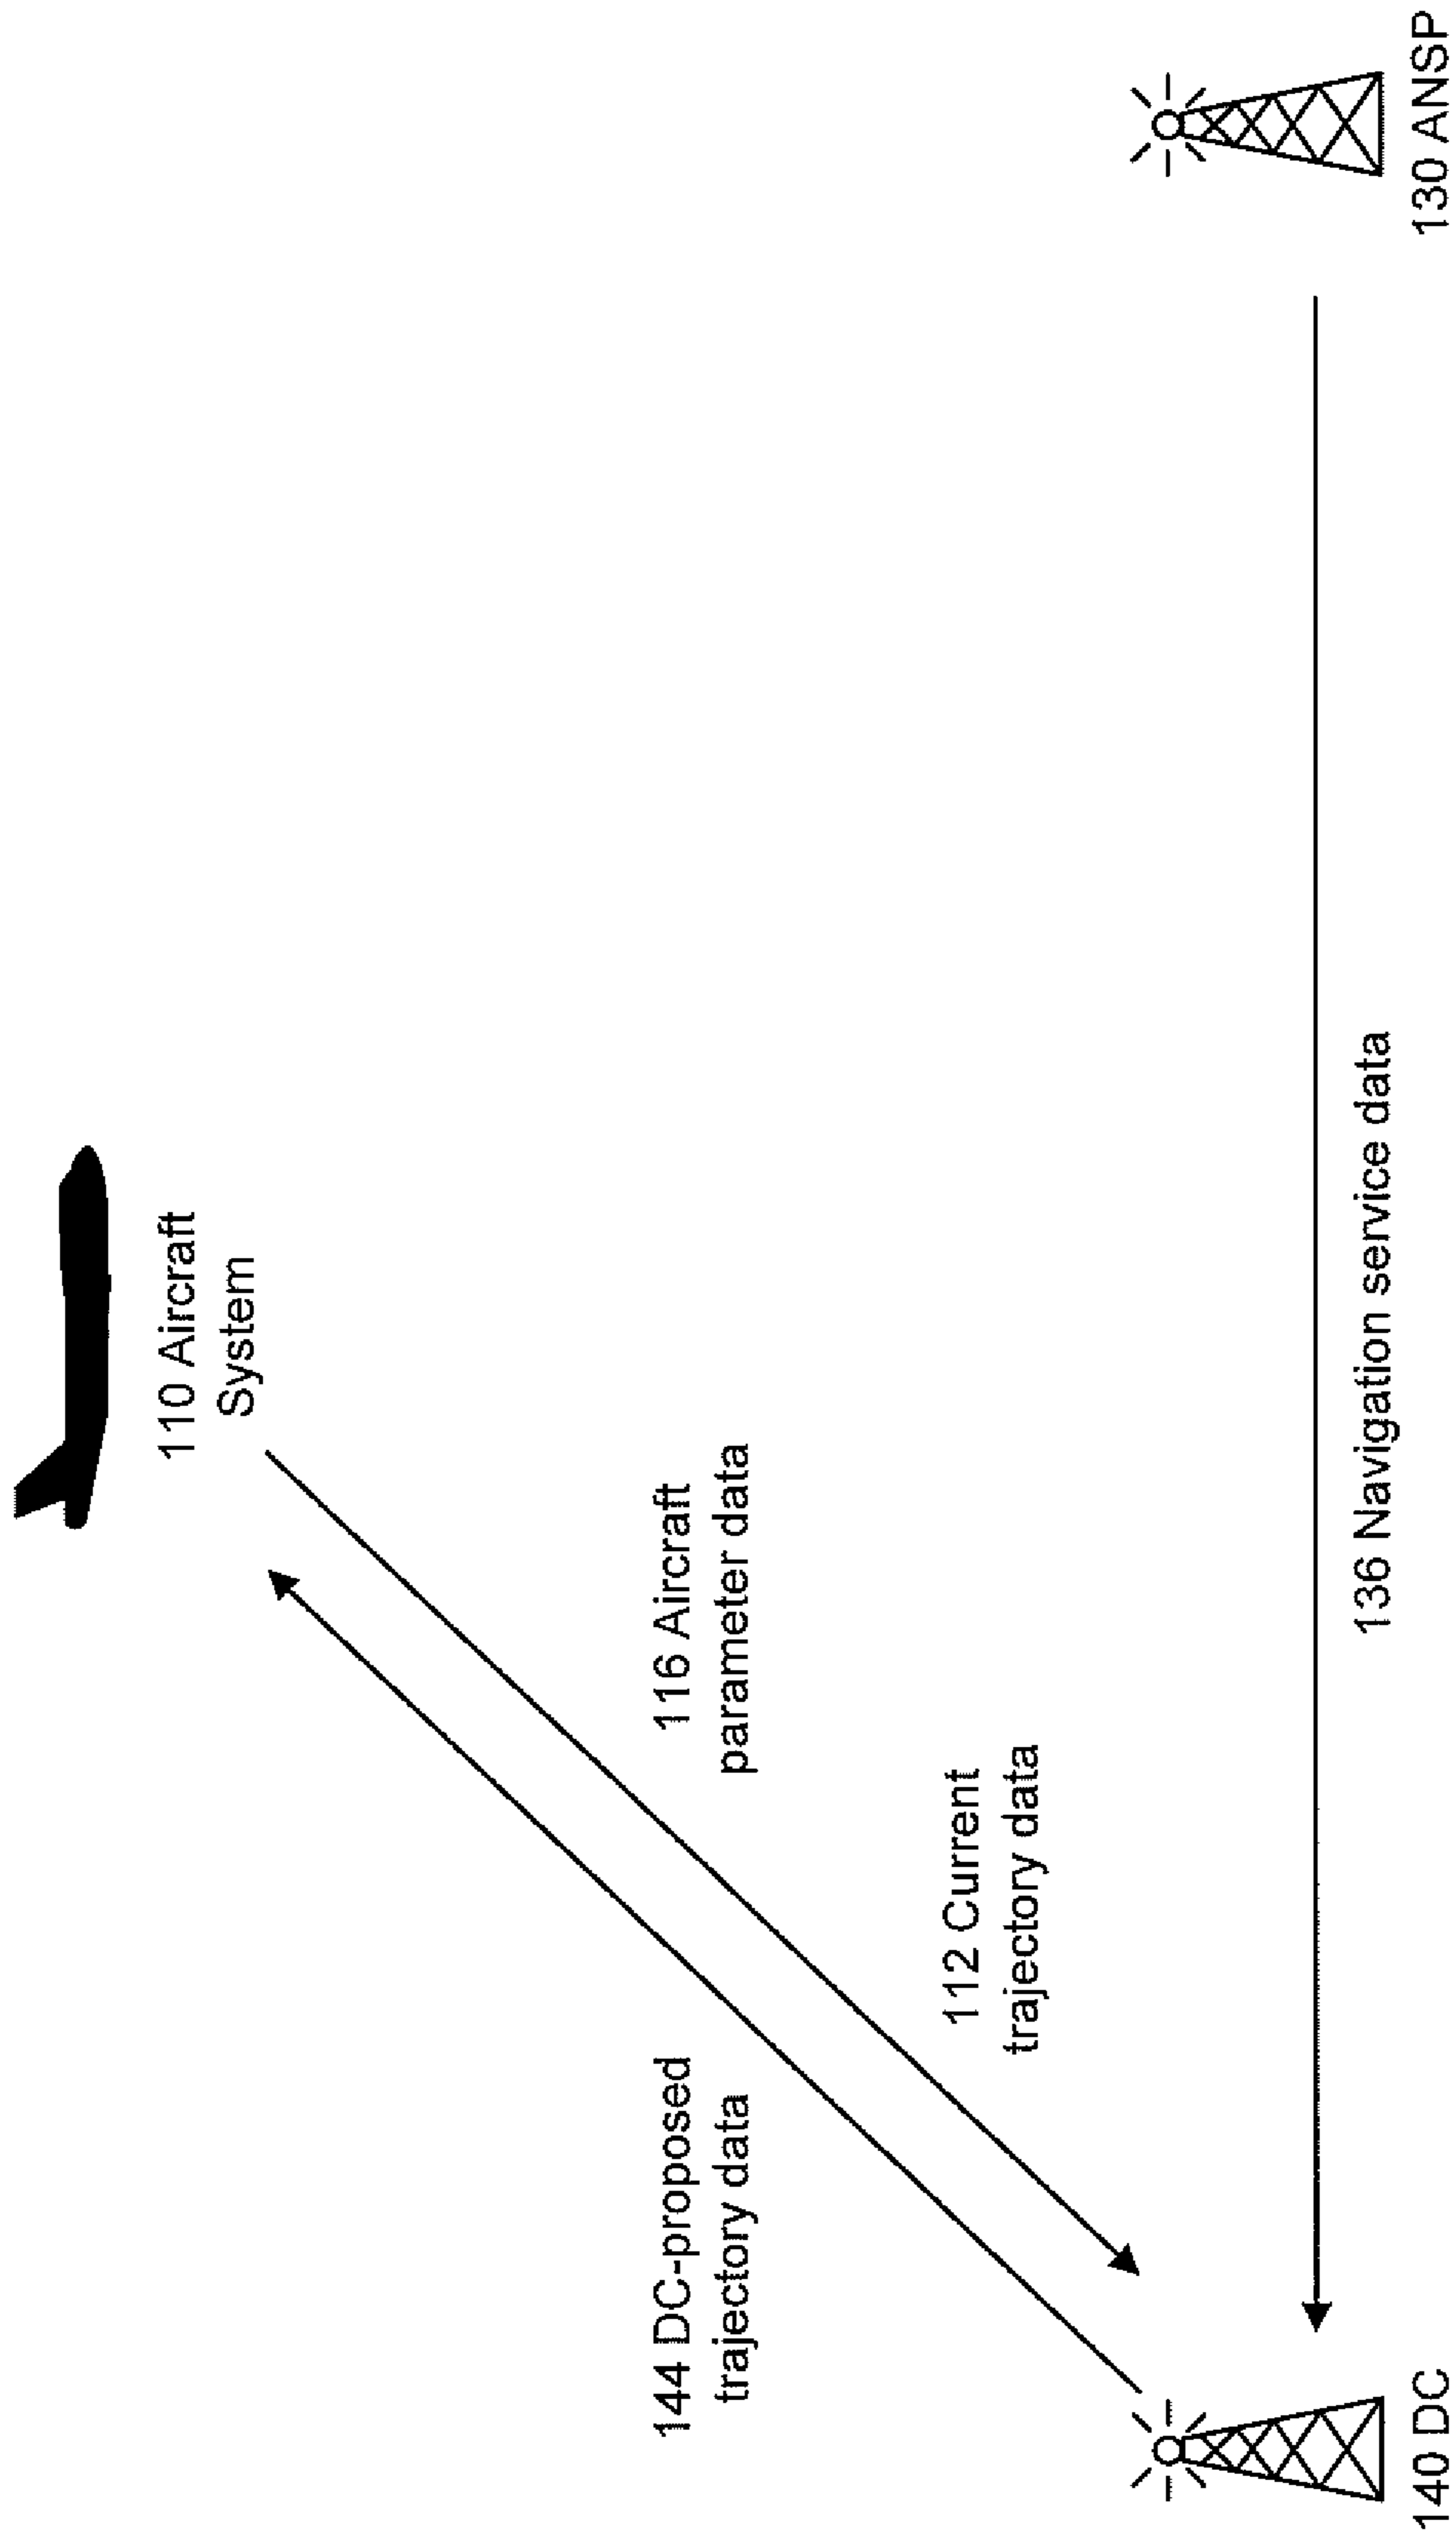 110 Aircraft
System
144 DC-proposed
trajectory data
116 Aircraft
parameter data
112 Current
trajectory data
136 Navigation service data
140 DC
130 ANSP